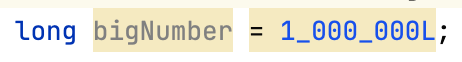 long bigNumber = 1_000_000L;